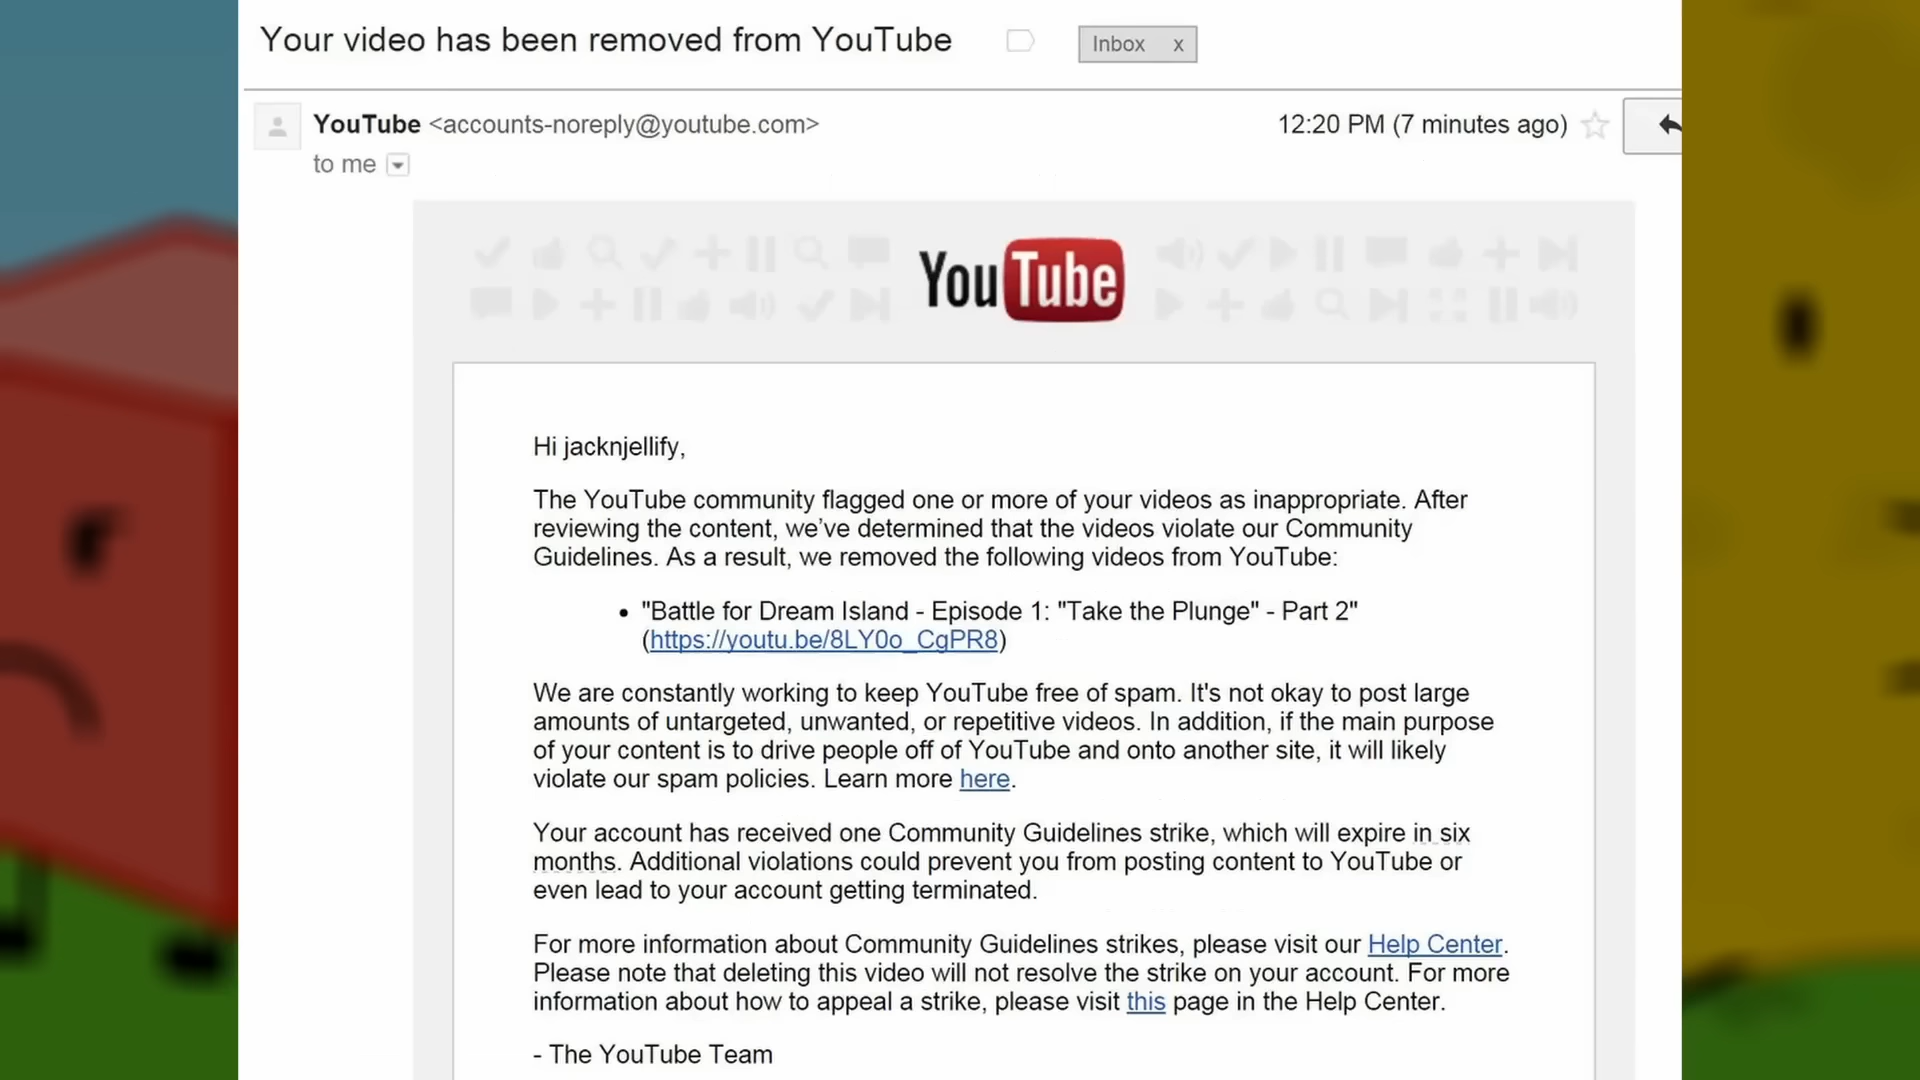 Your video has been removed from YouTube
Inbox x
YouTube <accounts-noreply@youtube.com>
12:20 PM (7 minutes ago)
to me
YouTube
Hi jacknjellify,
The YouTube community flagged one or more of your videos as inappropriate. After
reviewing the content, we’ve determined that the videos violate our Community
Guidelines. As a result, we removed the following videos from YouTube:
• "Battle for Dream Island - Episode 1: "Take the Plunge" - Part 2"
(https://youtu.be/8LY0o_CgPR8)
We are constantly working to keep YouTube free of spam. It's not okay to post large
amounts of untargeted, unwanted, or repetitive videos. In addition, if the main purpose
of your content is to drive people off of YouTube and onto another site, it will likely
violate our spam policies. Learn more here.
Your account has received one Community Guidelines strike, which will expire in six
months. Additional violations could prevent you from posting content to YouTube or
even lead to your account getting terminated.
For more information about Community Guidelines strikes, please visit our Help Center.
Please note that deleting this video will not resolve the strike on your account. For more
information about how to appeal a strike, please visit this page in the Help Center.
- The YouTube Team